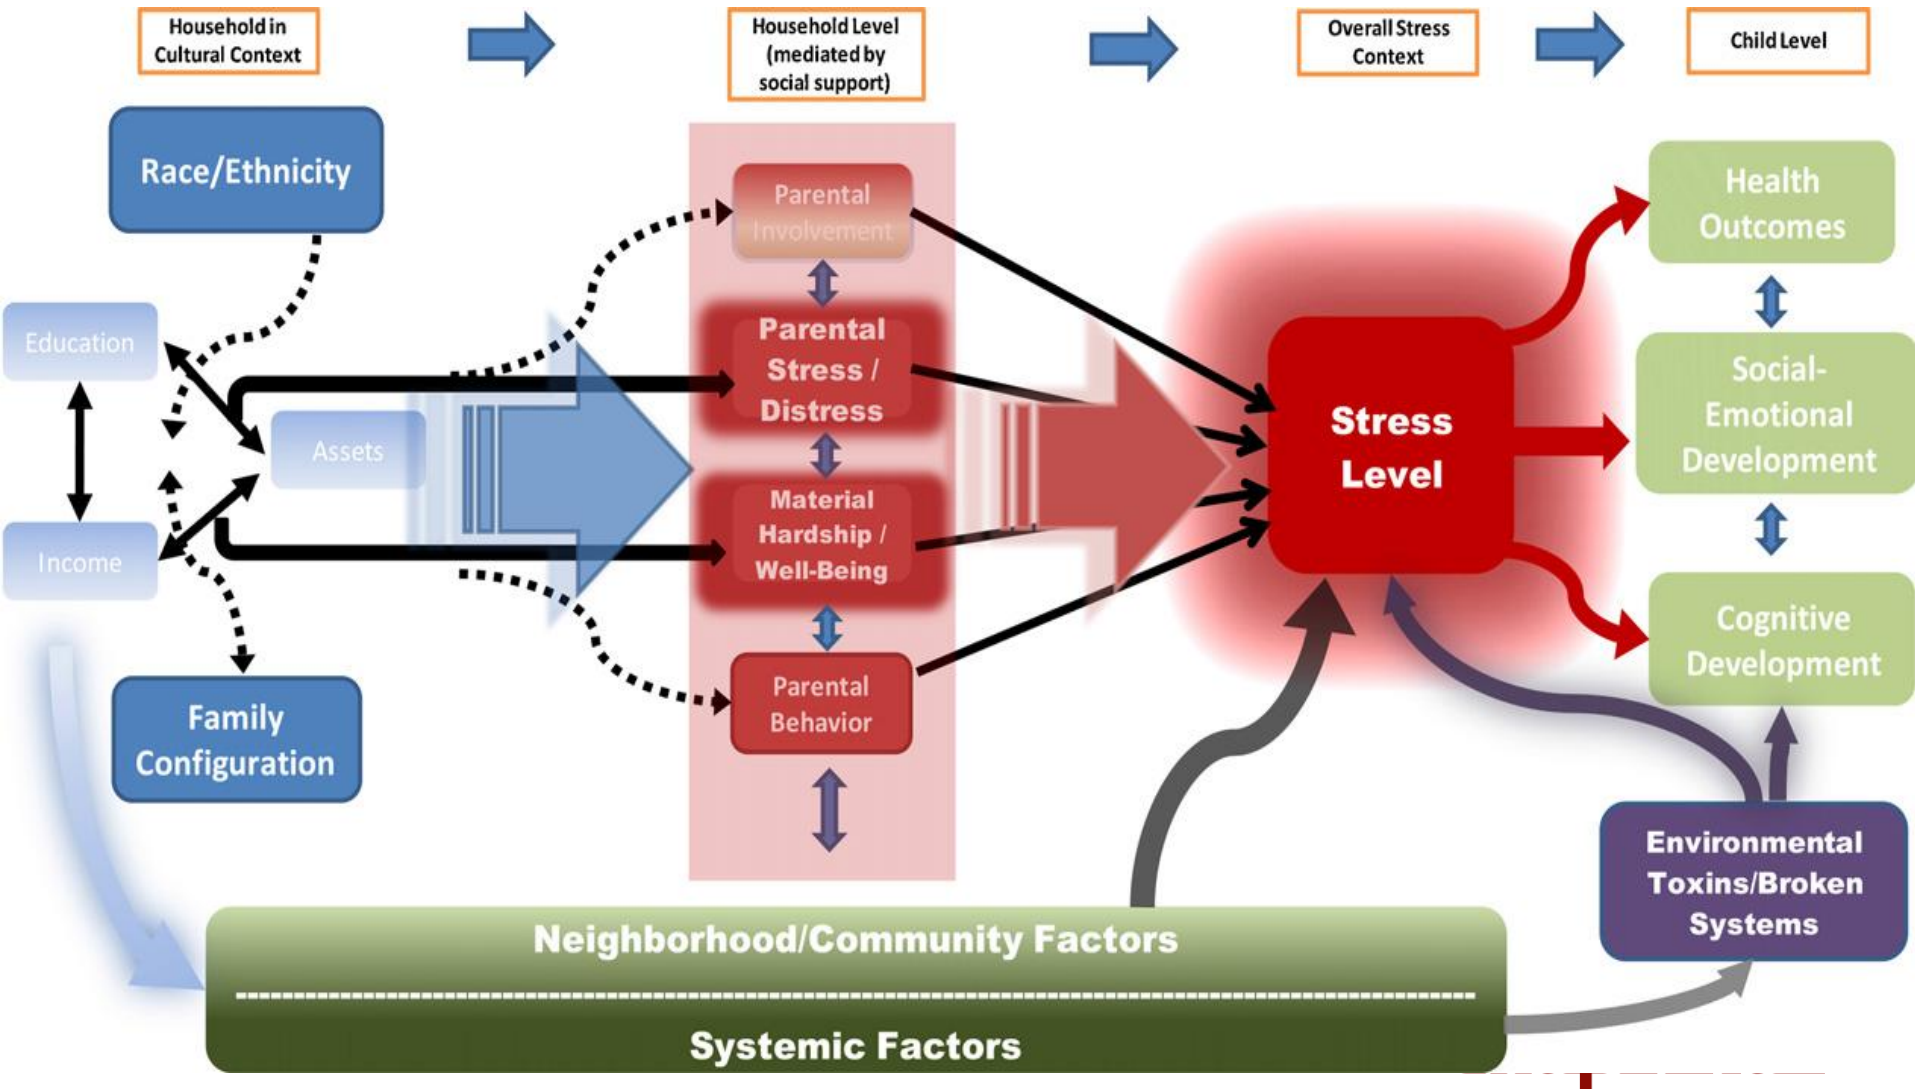 Household in
Cultural Context
Household Level
(mediated by
social support)
Overall Stress
Context
Child Level
Race/Ethnicity
Education
Assets
Income
Family
Configuration
Parental
Involvement
Parental
Stress /
Distress
Material
Hardship /
Well-Being
Parental
Behavior
Stress
Level
Health
Outcomes
Social-
Emotional
Development
Cognitive
Development
Environmental
Toxins/Broken
Systems
Neighborhood/Community Factors
Systemic Factors